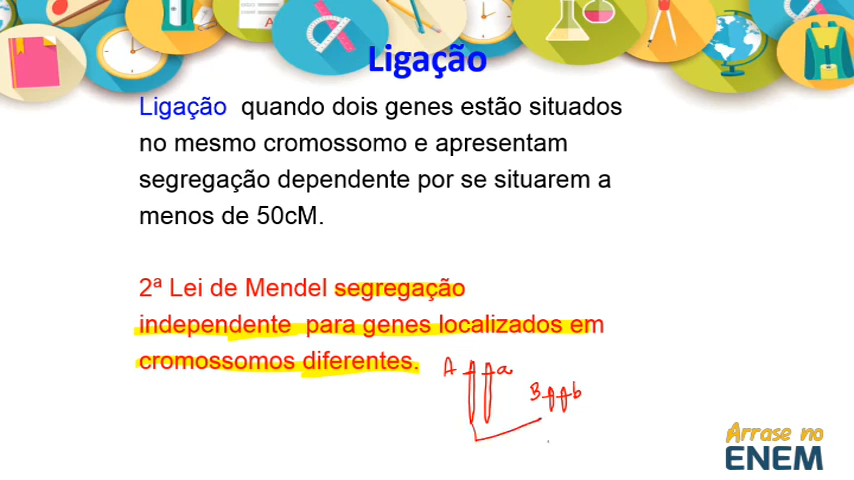 Ligação
Ligação quando dois genes estão situados
no mesmo cromossomo e apresentam
segregação dependente por se situarem a
menos de 50cM.
2ª Lei de Mendel segregação
independente para genes localizados em
cromossomos diferentes.
A a
B b
Arrase no
ENEM